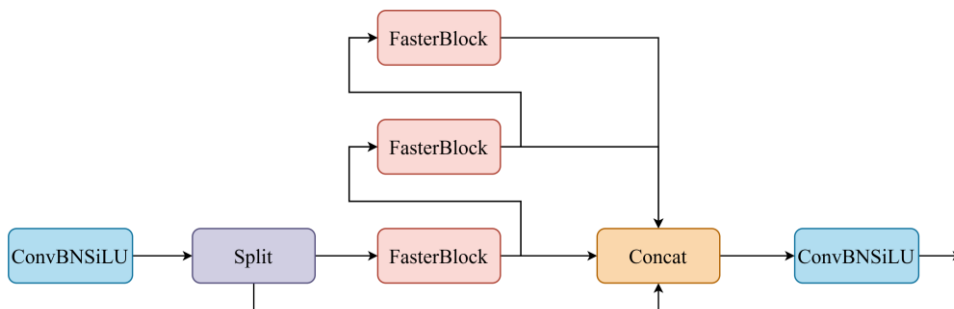 FasterBlock
FasterBlock
ConvBNSiLU
Split
FasterBlock
Concat
ConvBNSiLU